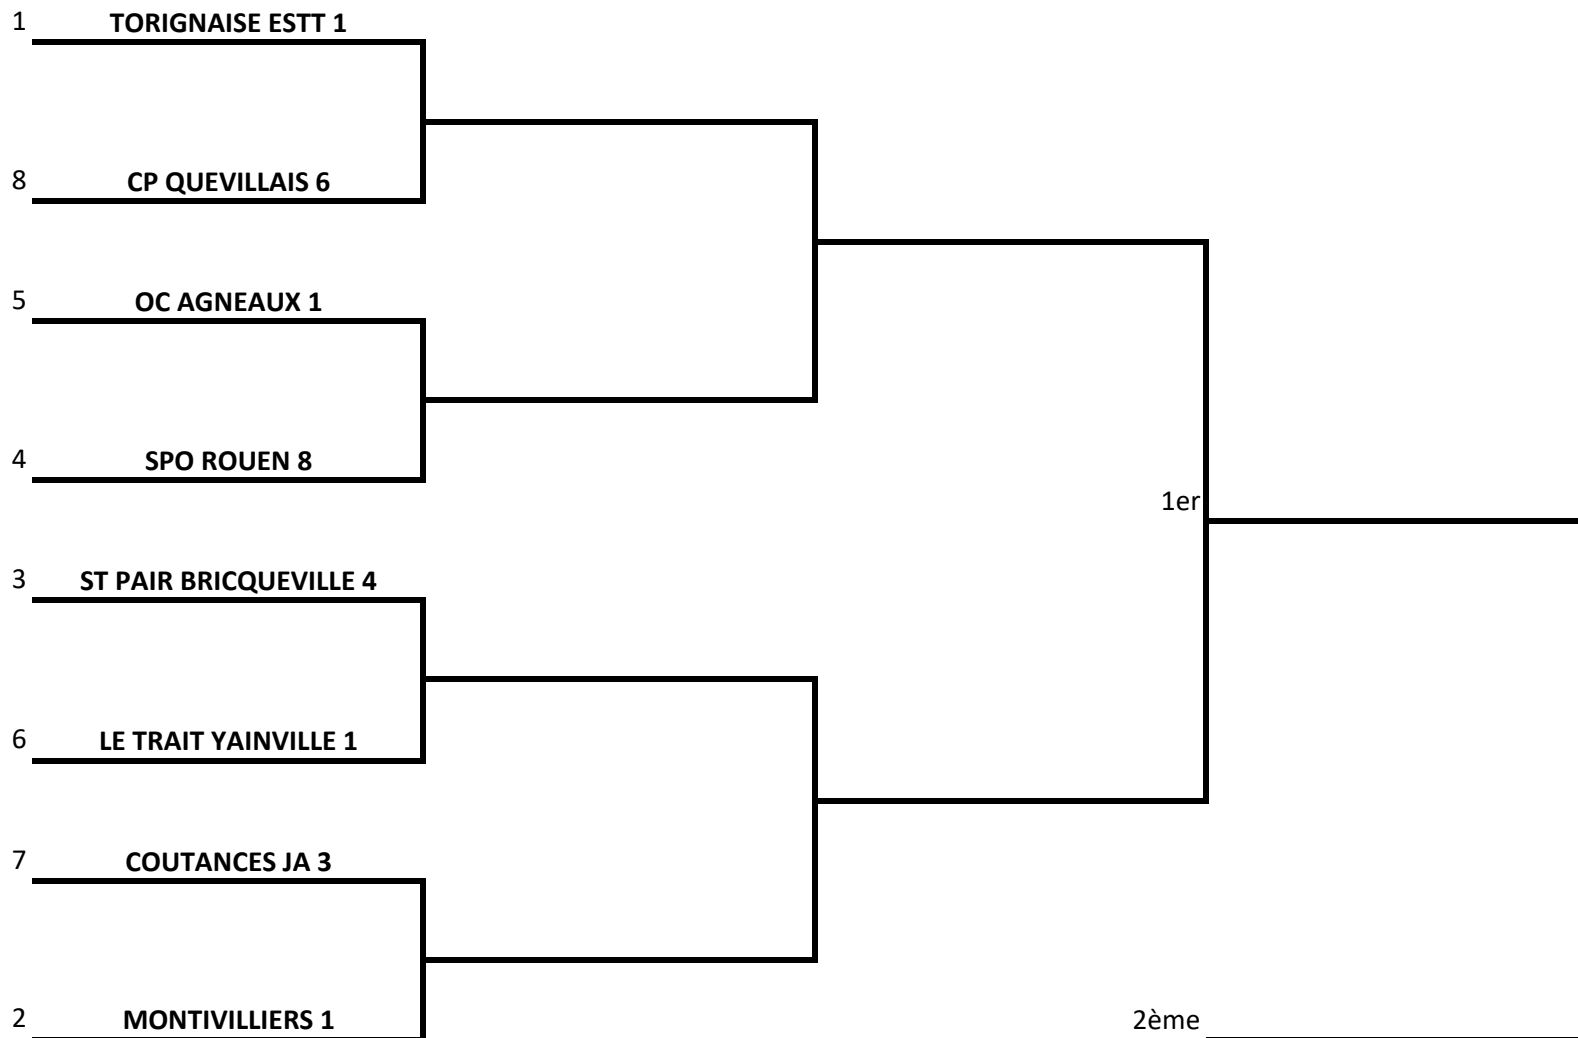 1 TORIGNAISE ESTT 1
8 CP QUEVILLAIS 6
5 OC AGNEAUX 1
4 SPO ROUEN 8
1er
3 ST PAIR BRICQUEVILLE 4
6 LE TRAIT YAINVILLE 1
7 COUTANCES JA 3
2 MONTIVILLIERS 1
2ème